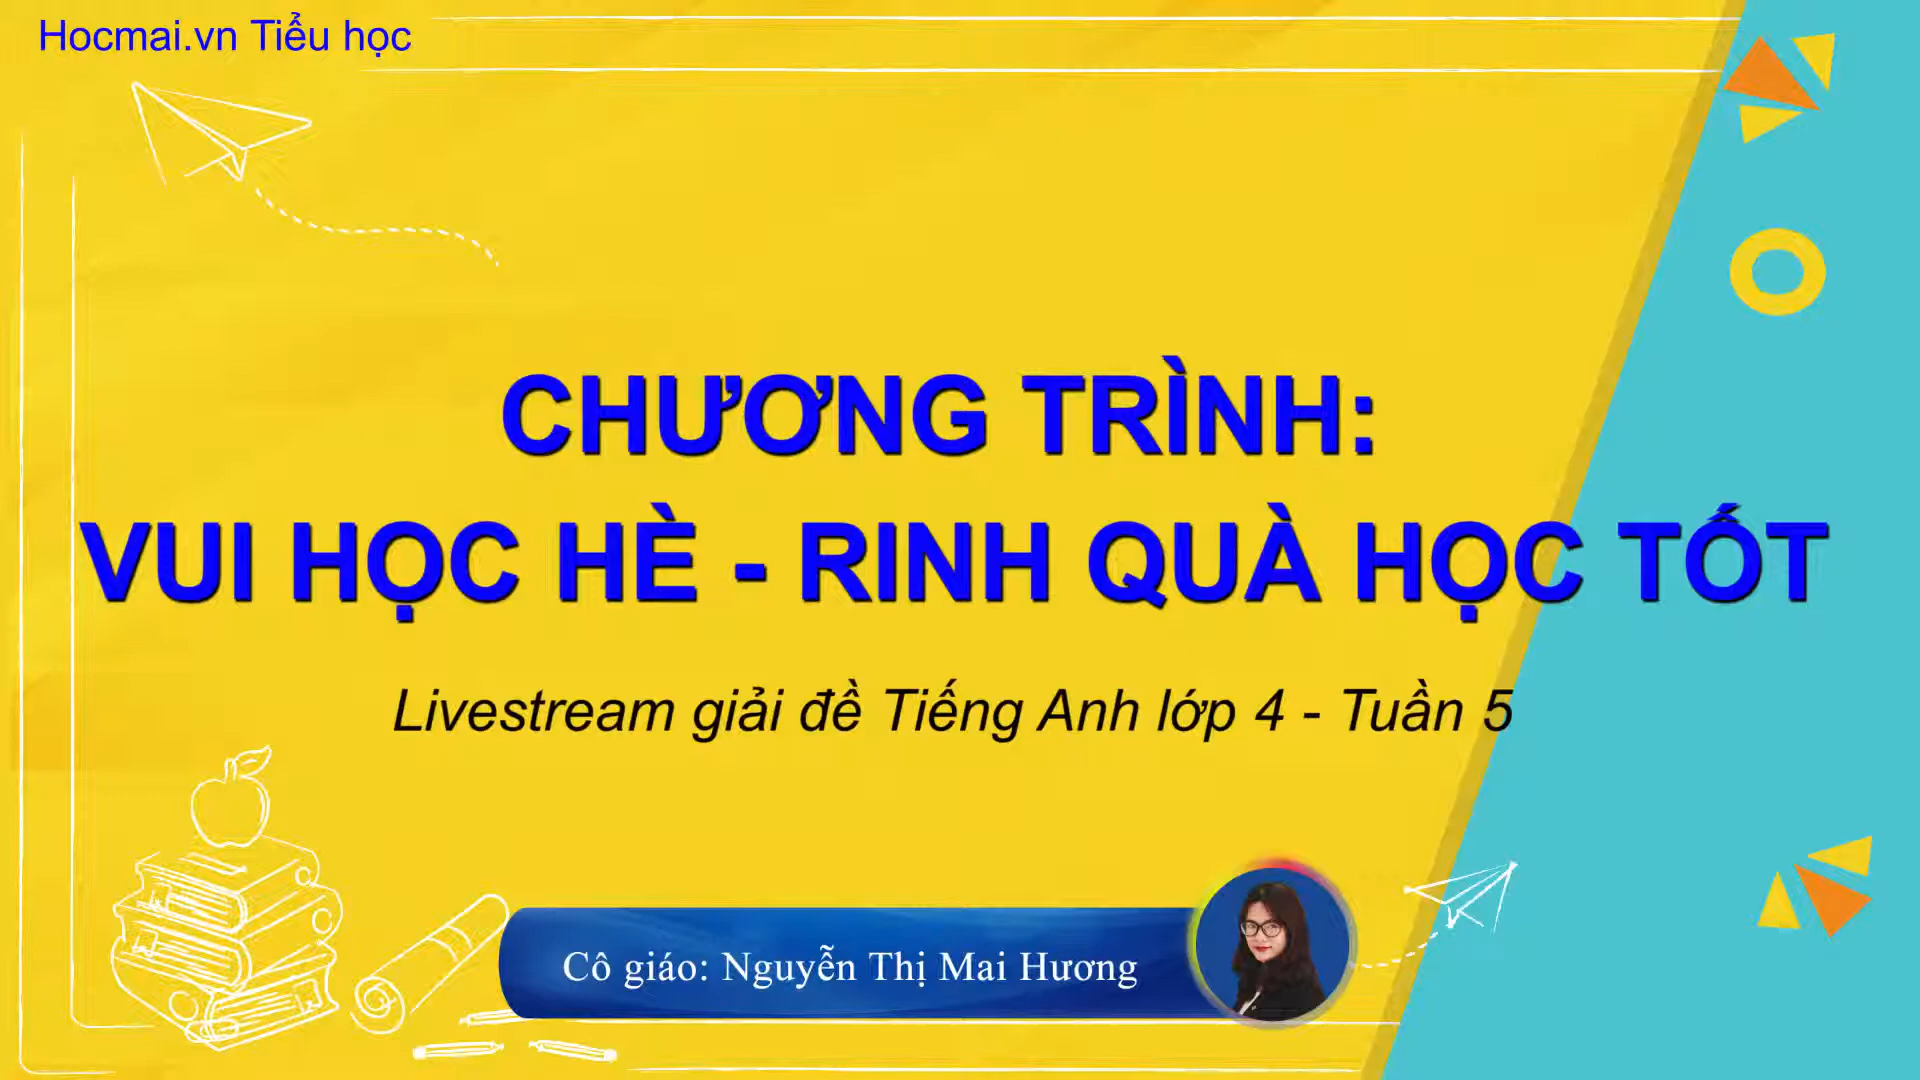 Hocmai.vn Tiểu học
CHƯƠNG TRÌNH:
VUI HỌC HÈ - RINH QUÀ HỌC TỐT
Livestream giải đề Tiếng Anh lớp 4 - Tuần 5
Cô giáo: Nguyễn Thị Mai Hương